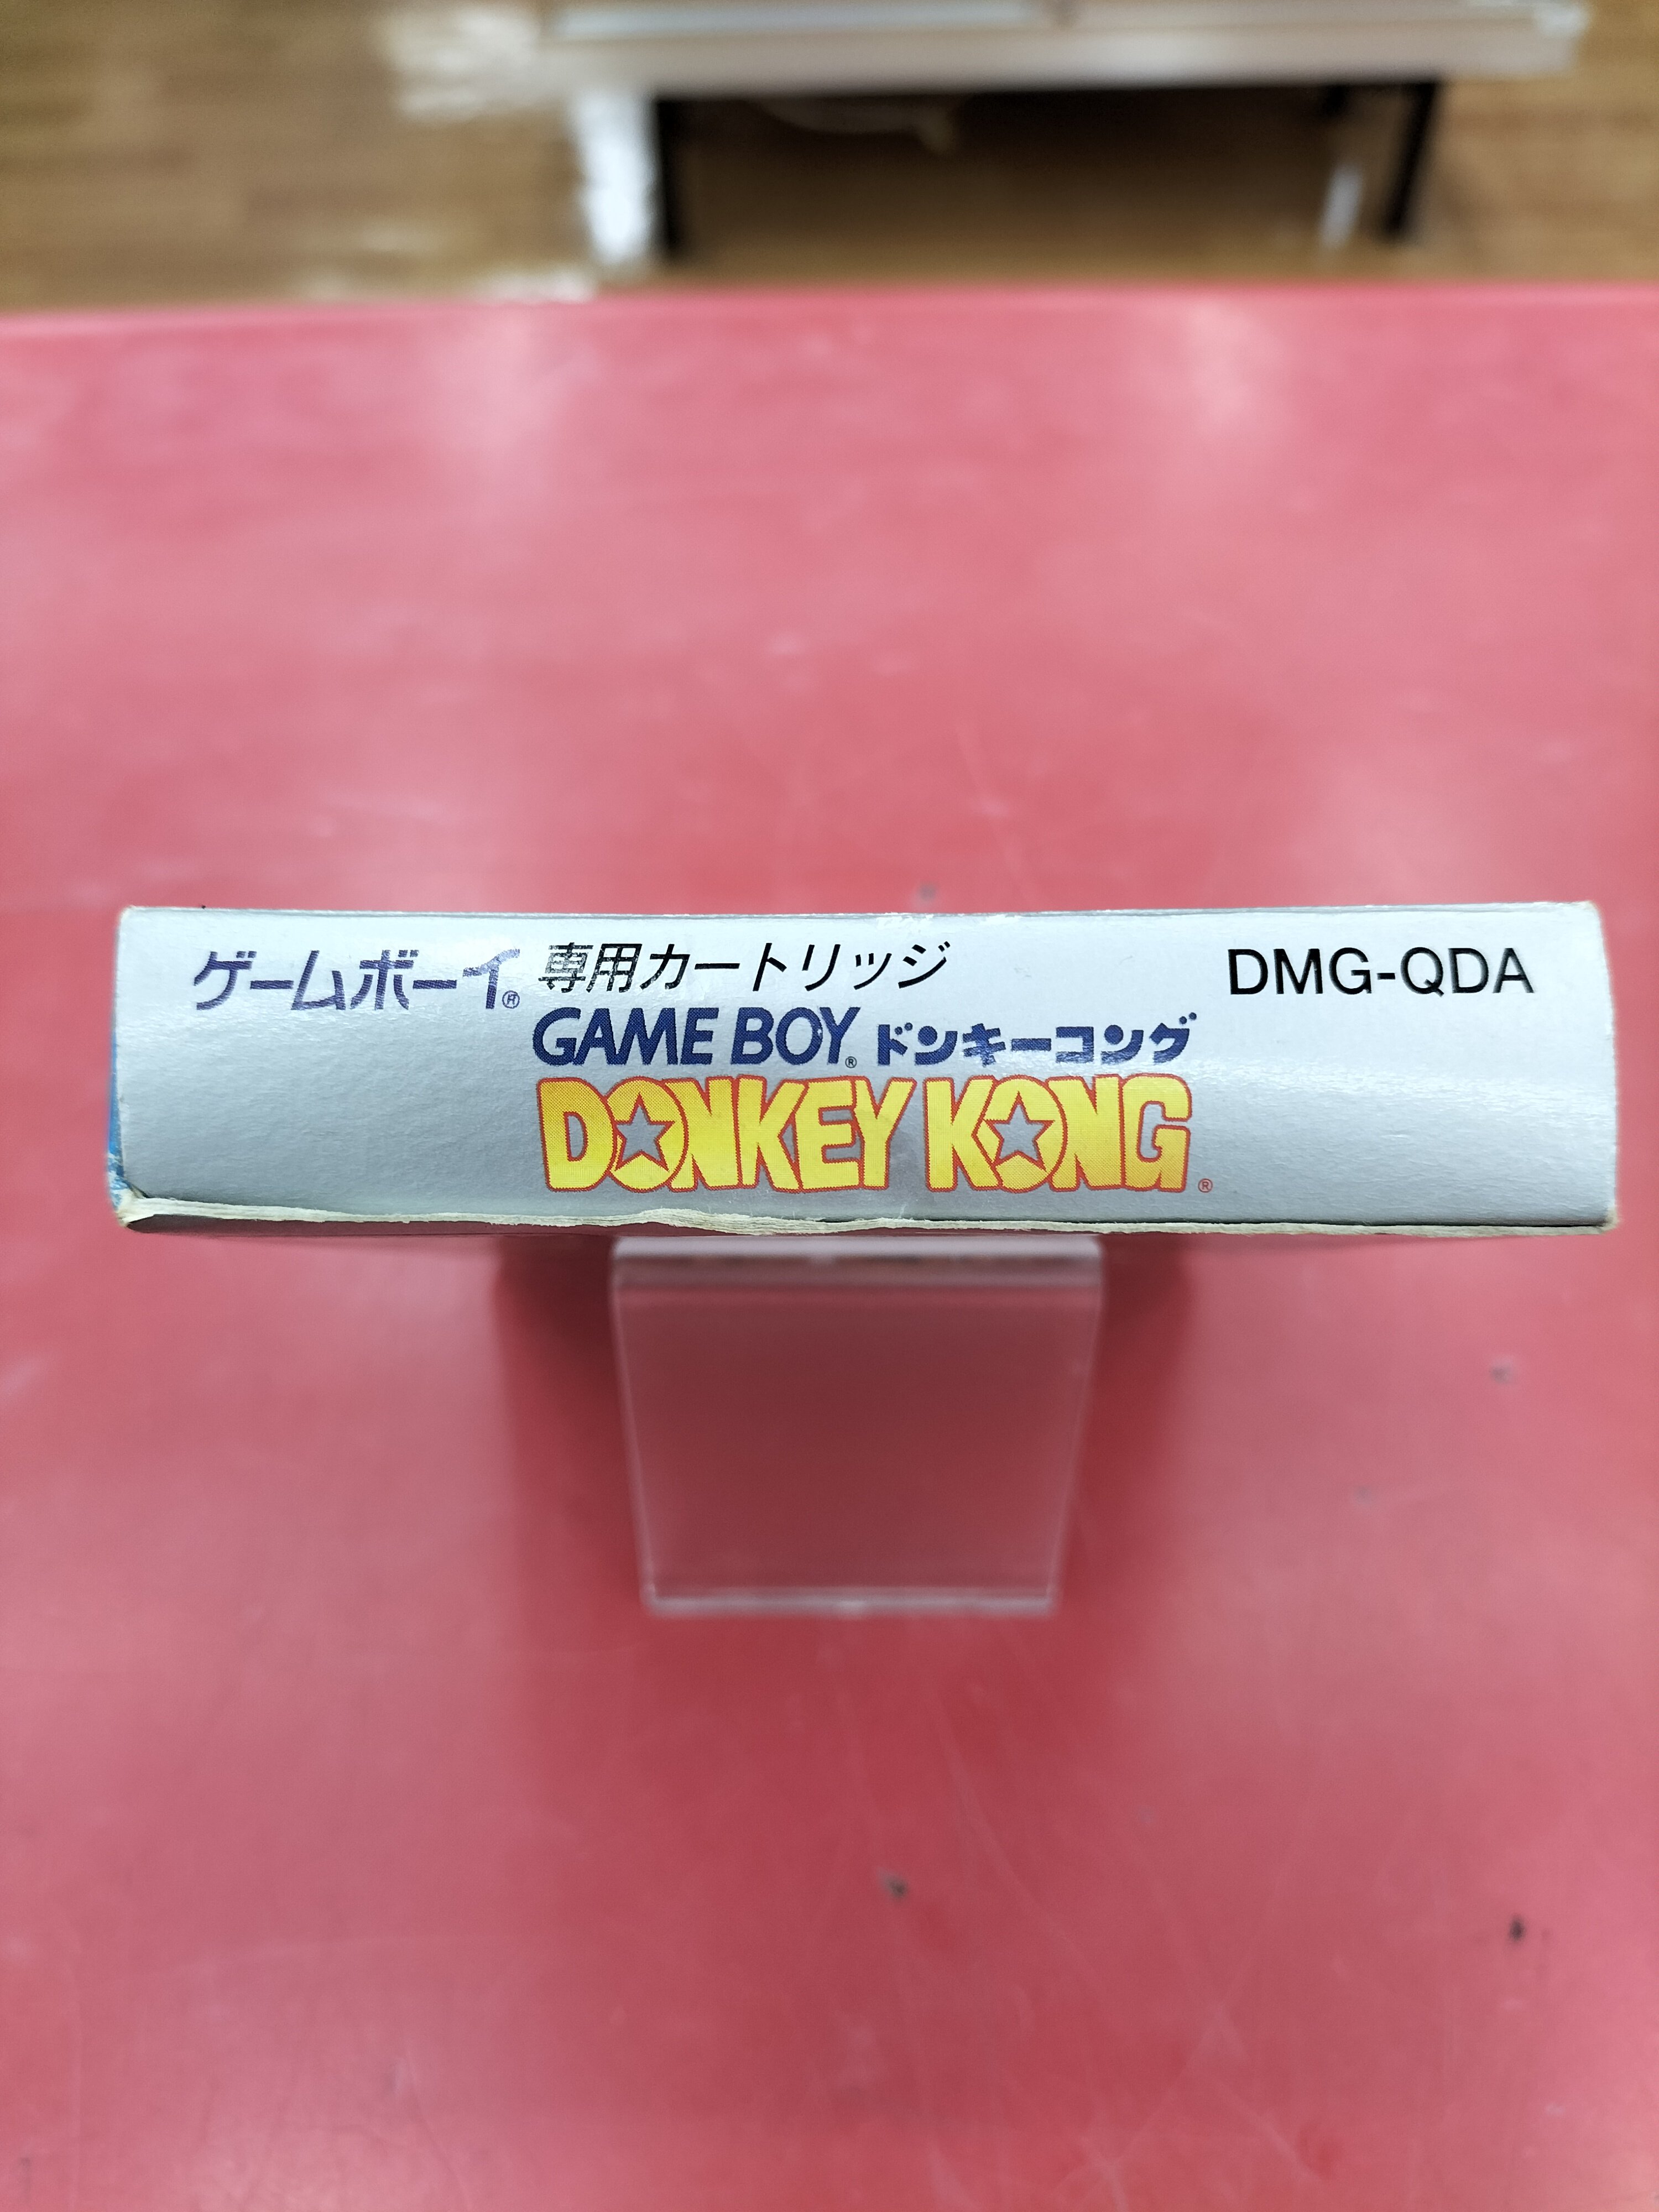 ゲームボーイ® 専用カートリッジ DMG-QDA
GAME BOY® ドンキーコング
DONKEY KONG®